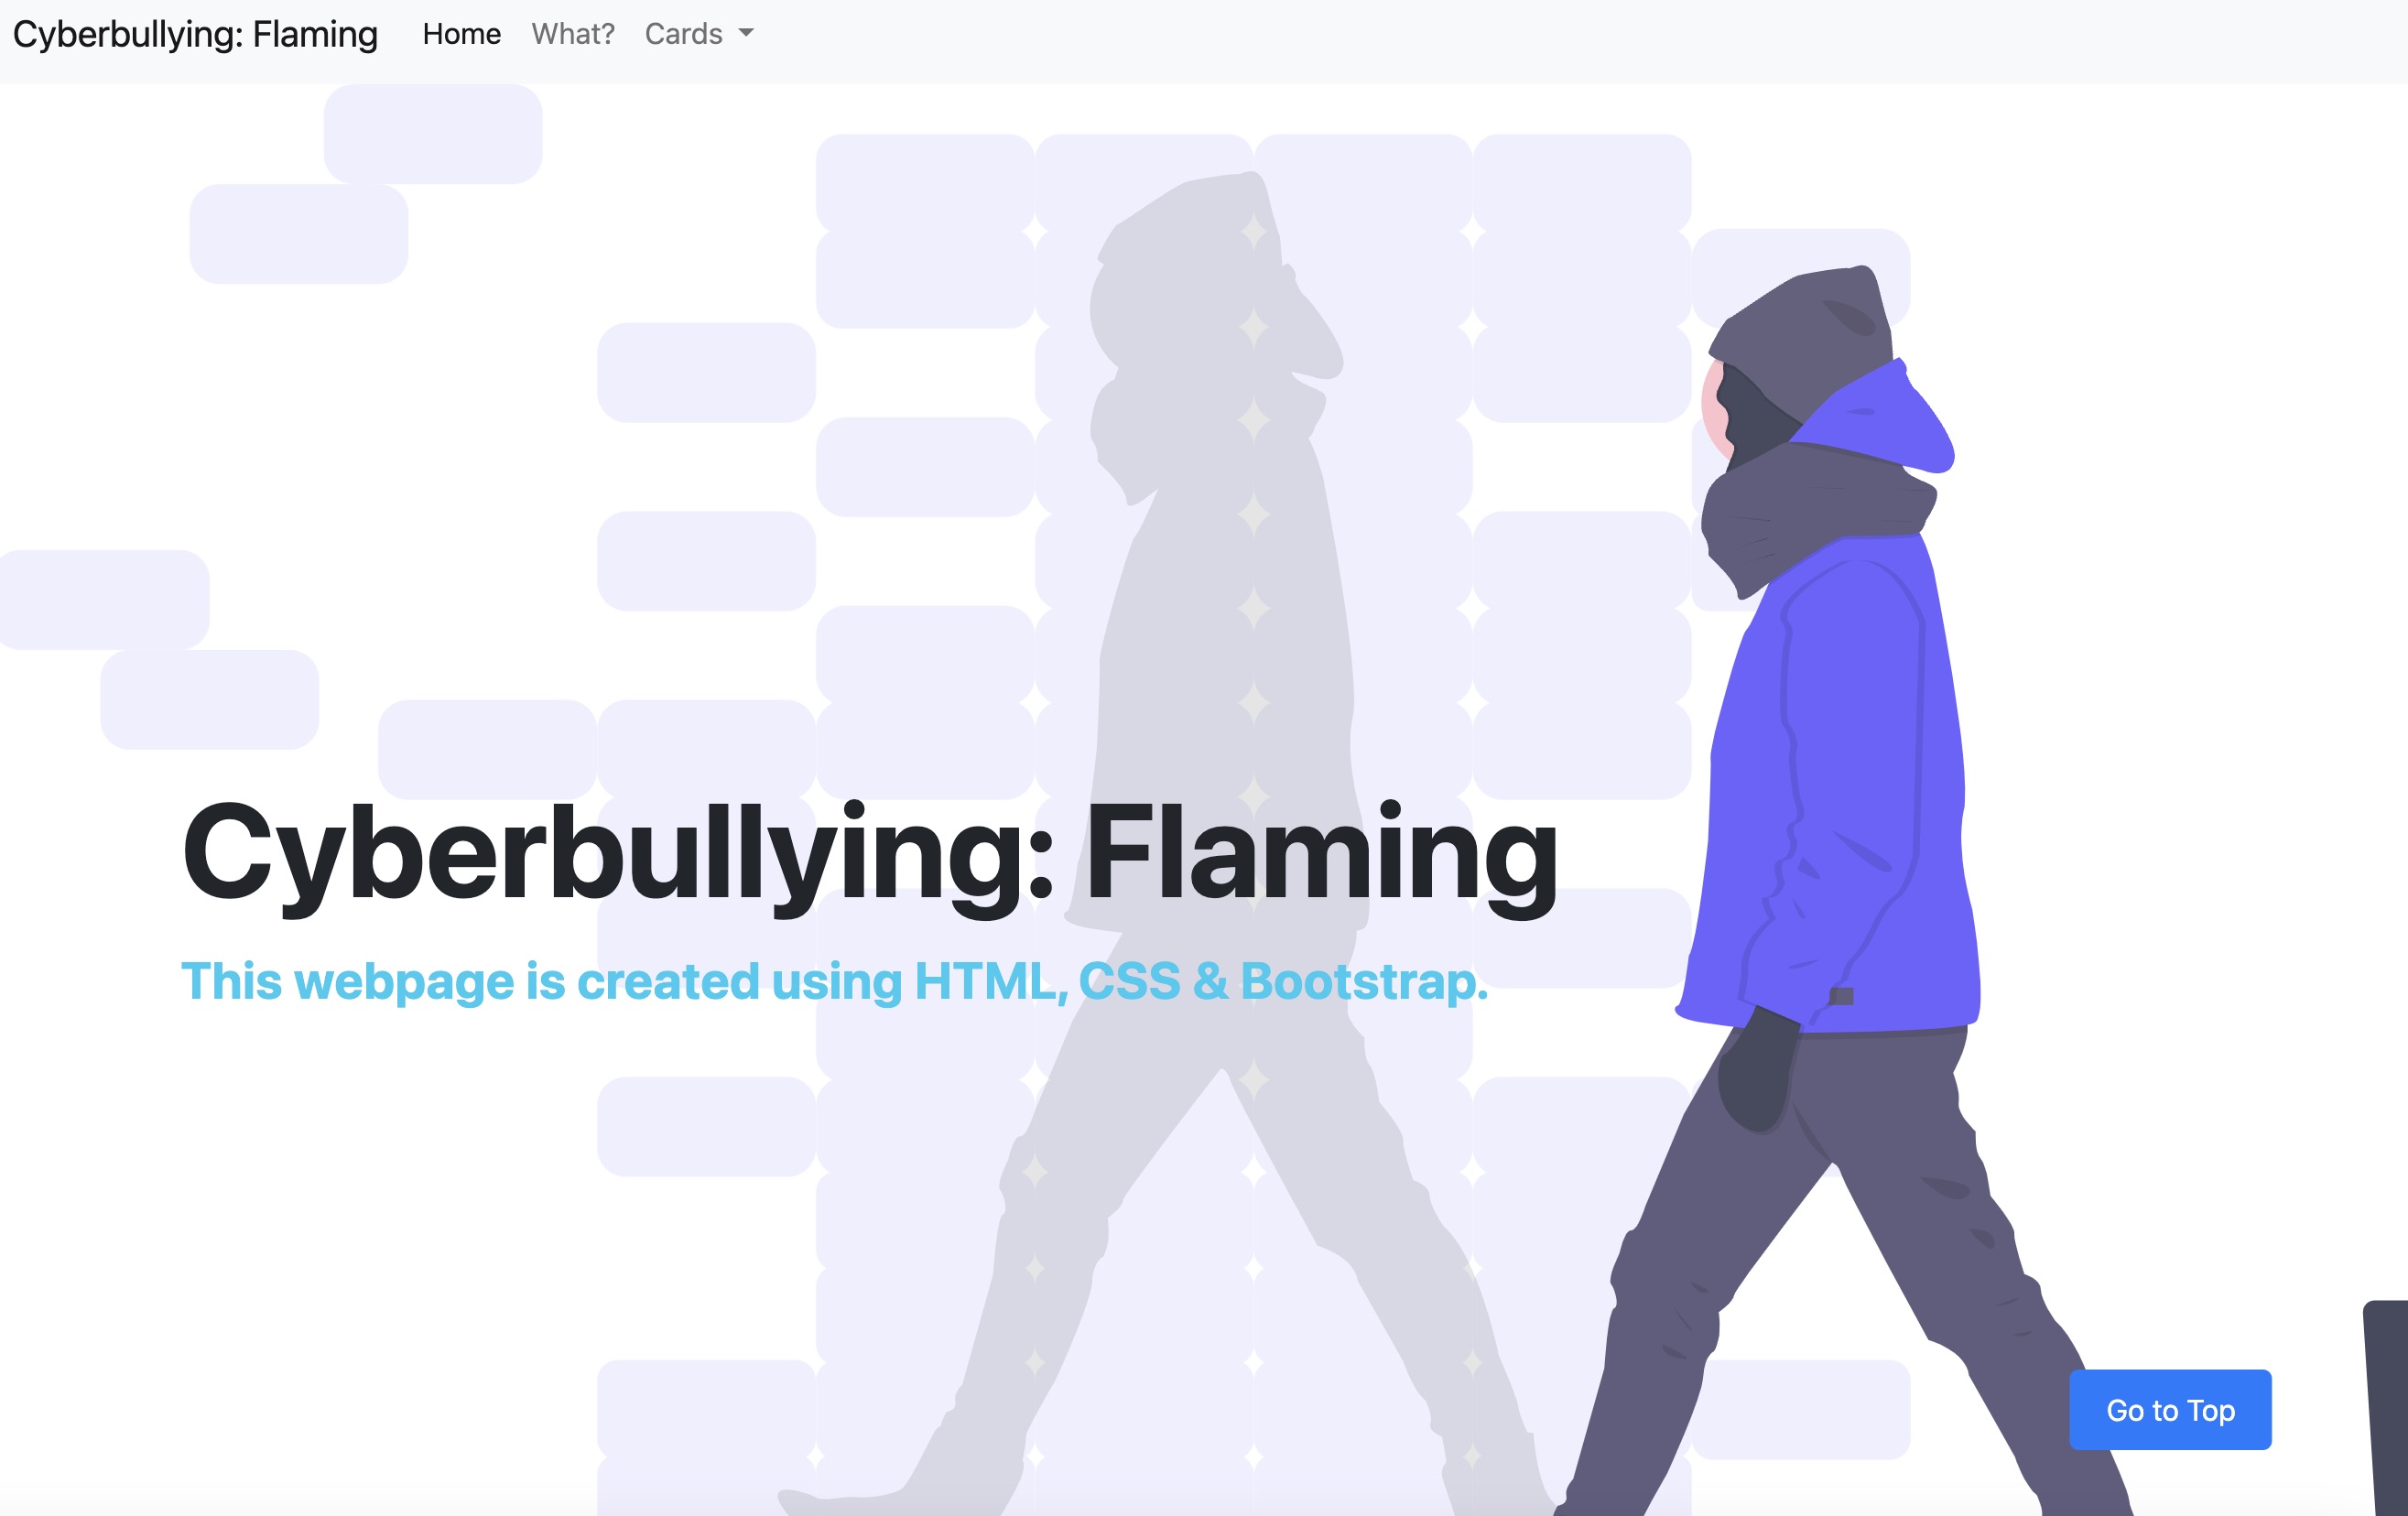 Cyberbullying: Flaming Home What? Cards
Cyberbullying: Flaming
This webpage is created using HTML, CSS & Bootstrap.
Go to Top